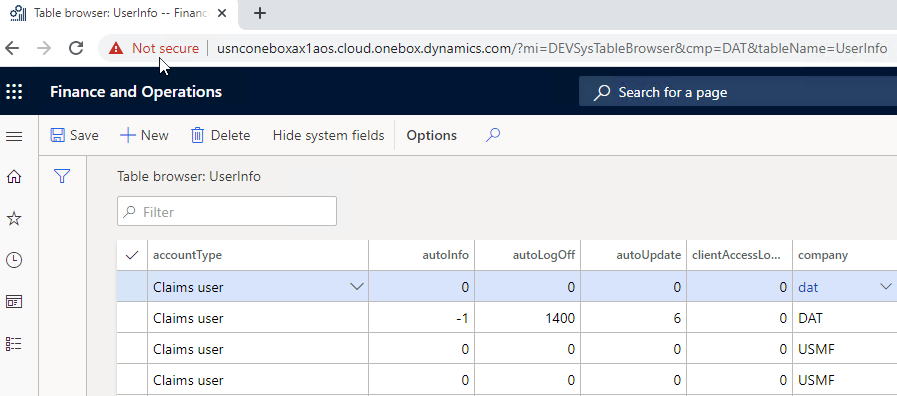 Table browser: UserInfo -- Financ
Not secure usnconeboxax1aos.cloud.onebox.dynamics.com/?mi=DEVSysTableBrowser&cmp=DAT&tableName=UserInfo
Finance and Operations Search for a page
Save New Delete Hide system fields Options
Table browser: UserInfo
Filter
accountType autoInfo autoLogOff autoUpdate clientAccessLo... company
Claims user 0 0 0 0 dat
Claims user -1 1400 6 0 DAT
Claims user 0 0 0 0 USMF
Claims user 0 0 0 0 USMF